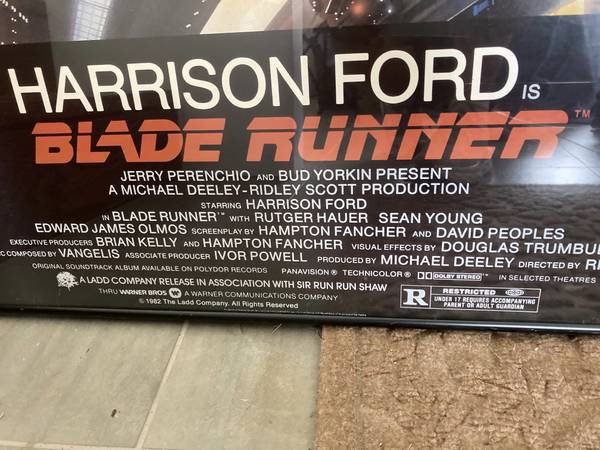 HARRISON FORD IS
BLADE RUNNER™
JERRY PERENCHIO AND BUD YORKIN PRESENT
A MICHAEL DEELEY-RIDLEY SCOTT PRODUCTION
STARRING HARRISON FORD
IN BLADE RUNNER™ WITH RUTGER HAUER SEAN YOUNG
EDWARD JAMES OLMOS SCREENPLAY BY HAMPTON FANCHER AND DAVID PEOPLES
EXECUTIVE PRODUCERS BRIAN KELLY AND HAMPTON FANCHER VISUAL EFFECTS BY DOUGLAS TRUMBU
C COMPOSED BY VANGELIS ASSOCIATE PRODUCER IVOR POWELL PRODUCED BY MICHAEL DEELEY DIRECTED BY RI
ORIGINAL SOUNDTRACK ALBUM AVAILABLE ON POLYDOR RECORDS PANAVISION® TECHNICOLOR® DOLBY STEREO™ IN SELECTED THEATRES
A LADD COMPANY RELEASE IN ASSOCIATION WITH SIR RUN RUN SHAW
THRU WARNER BROS A WARNER COMMUNICATIONS COMPANY
© 1982 The Ladd Company. All Rights Reserved
R RESTRICTED
UNDER 17 REQUIRES ACCOMPANYING
PARENT OR ADULT GUARDIAN